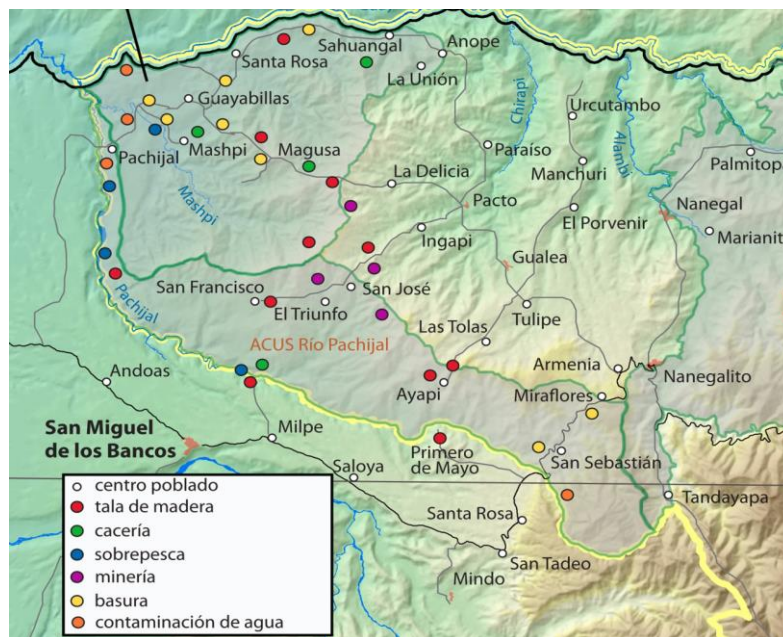 Sahuangal
Anope
Santa Rosa
La Unión
Guayabillas
Chirapi
Urcutambo
Alambi
Mashpi
Magusa
Pachijal
Paraíso
Palmitopa
Manchuri
La Delicia
Mashpi
Pacto
Nanegal
El Porvenir
Marianit
Ingapi
Gualea
San Francisco
San José
Pachijal
El Triunfo
Tulipe
Las Tolas
ACUS Río Pachijal
Andoas
Armenia
Nanegalito
Ayapi
Miraflores
San Miguel
de los Bancos
Milpe
Primero
de Mayo
San Sebastián
Saloya
Tandayapa
Santa Rosa
San Tadeo
Mindo
centro poblado
tala de madera
cacería
sobrepesca
minería
basura
contaminación de agua